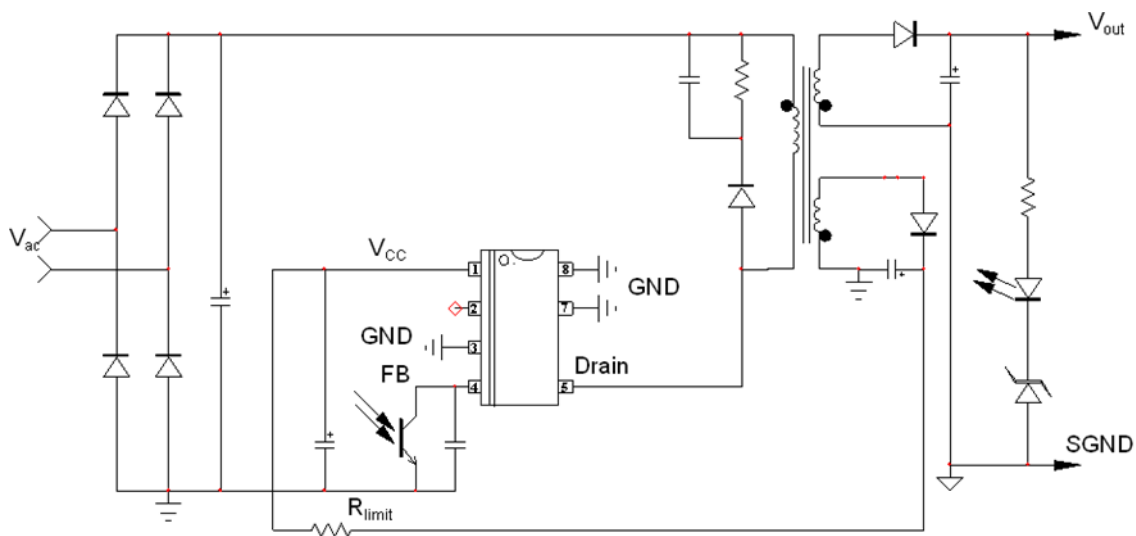 Vout
Vac
VCC
1
8
GND
2
7
GND
3
Drain
FB
4
5
SGND
Rlimit